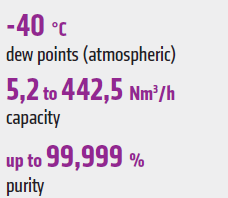 -40 °C
dew points (atmospheric)
5,2 to 442,5 Nm³/h
capacity
up to 99,999 %
purity